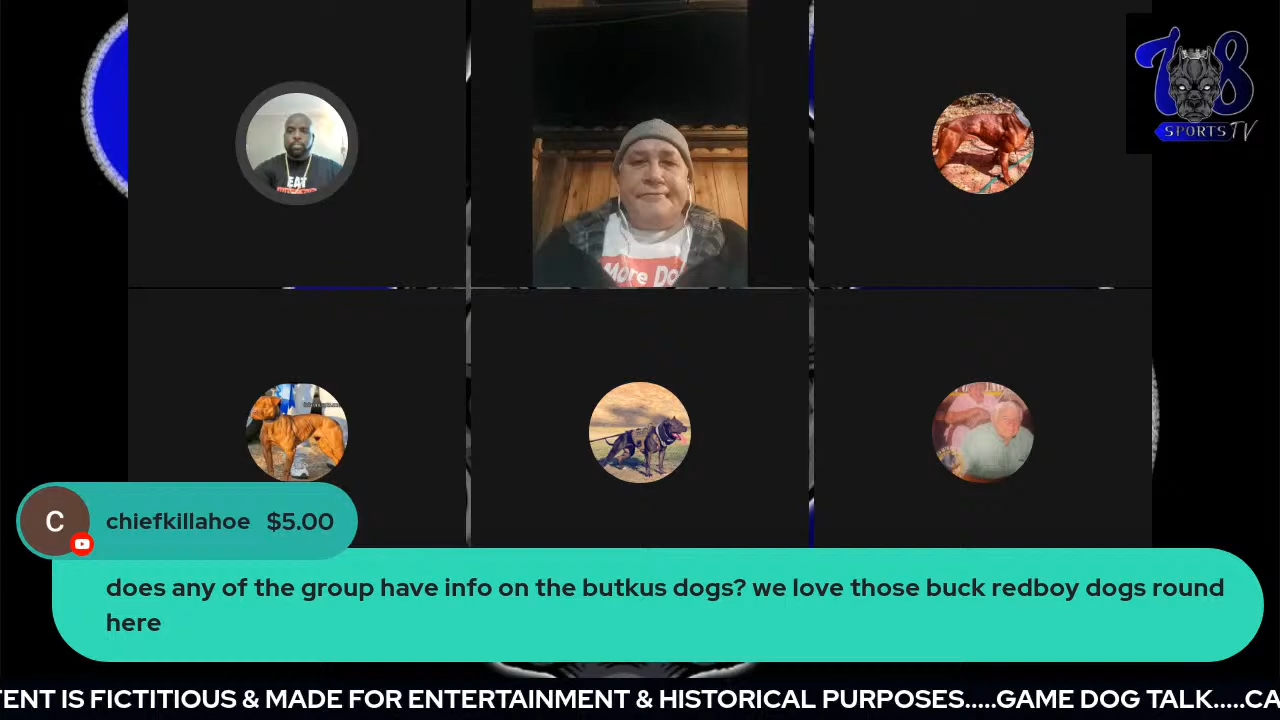 EAT
More Do
78
SPORTS TV
C
chiefkillahoe $5.00
does any of the group have info on the butkus dogs? we love those buck redboy dogs round
here
TENT IS FICTITIOUS & MADE FOR ENTERTAINMENT & HISTORICAL PURPOSES.....GAME DOG TALK.....CA